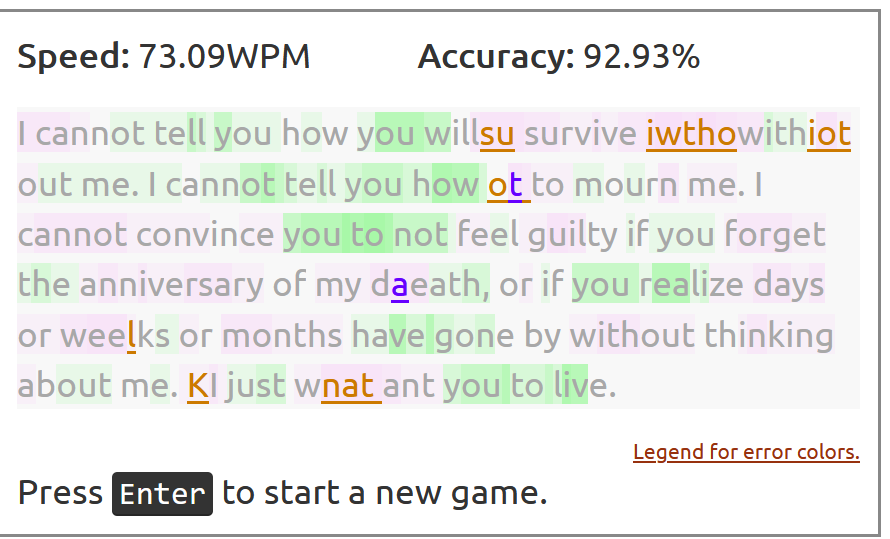 Speed: 73.09WPM Accuracy: 92.93%
I cannot tell you how you willsu survive iwthowithiot
out me. I cannot tell you how ot to mourn me. I
cannot convince you to not feel guilty if you forget
the anniversary of my daeath, or if you realize days
or weelks or months have gone by without thinking
about me. KI just wnat ant you to live.
Legend for error colors.
Press Enter to start a new game.